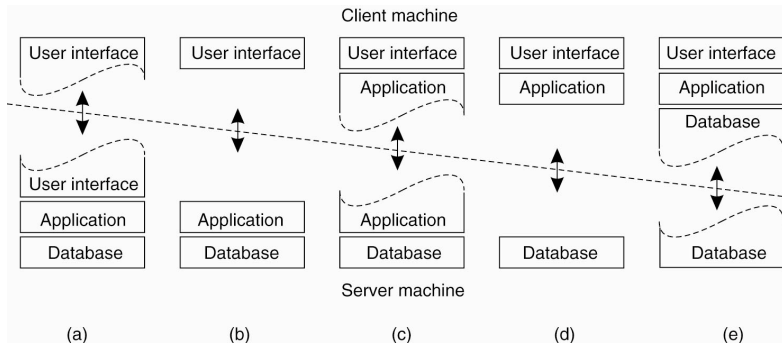 Client machine
User interface User interface User interface User interface User interface
Application Application Application
Database
User interface
Application Application Application
Database Database Database Database Database
Server machine
(a) (b) (c) (d) (e)